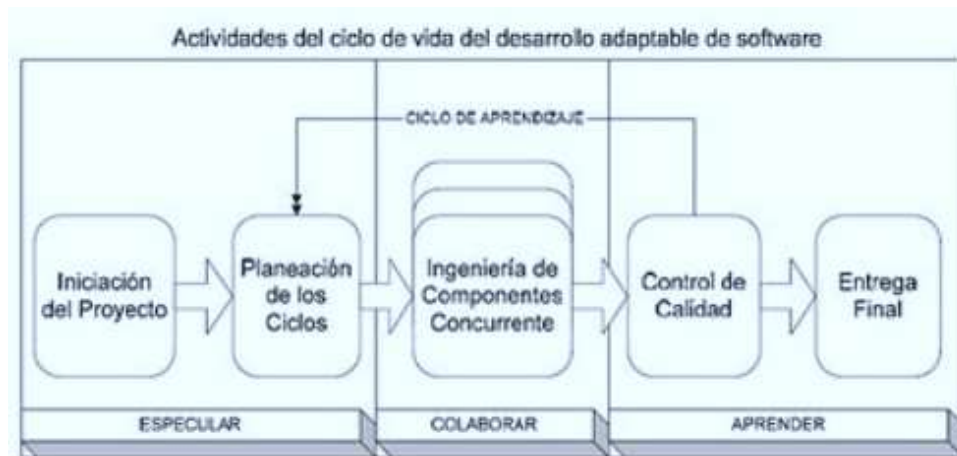 Actividades del ciclo de vida del desarrollo adaptable de software
CICLO DE APRENDIZAJE
Iniciación
del Proyecto
Planeación
de los
Ciclos
Ingeniería de
Componentes
Concurrente
Control de
Calidad
Entrega
Final
ESPECULAR
COLABORAR
APRENDER